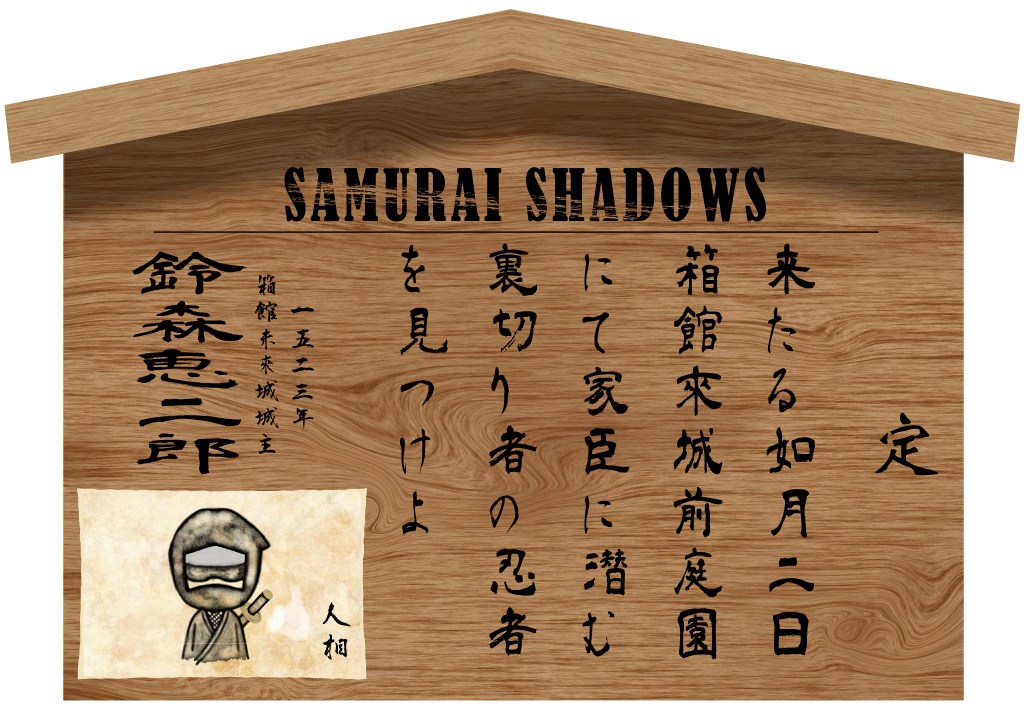 SAMURAI SHADOWS
定
来たる如月二日
箱館來城前庭園
にて家臣に潜む
裏切り者の忍者
を見つけよ
一五二三年
箱館未來城城主
鈴森恵二郎
人相